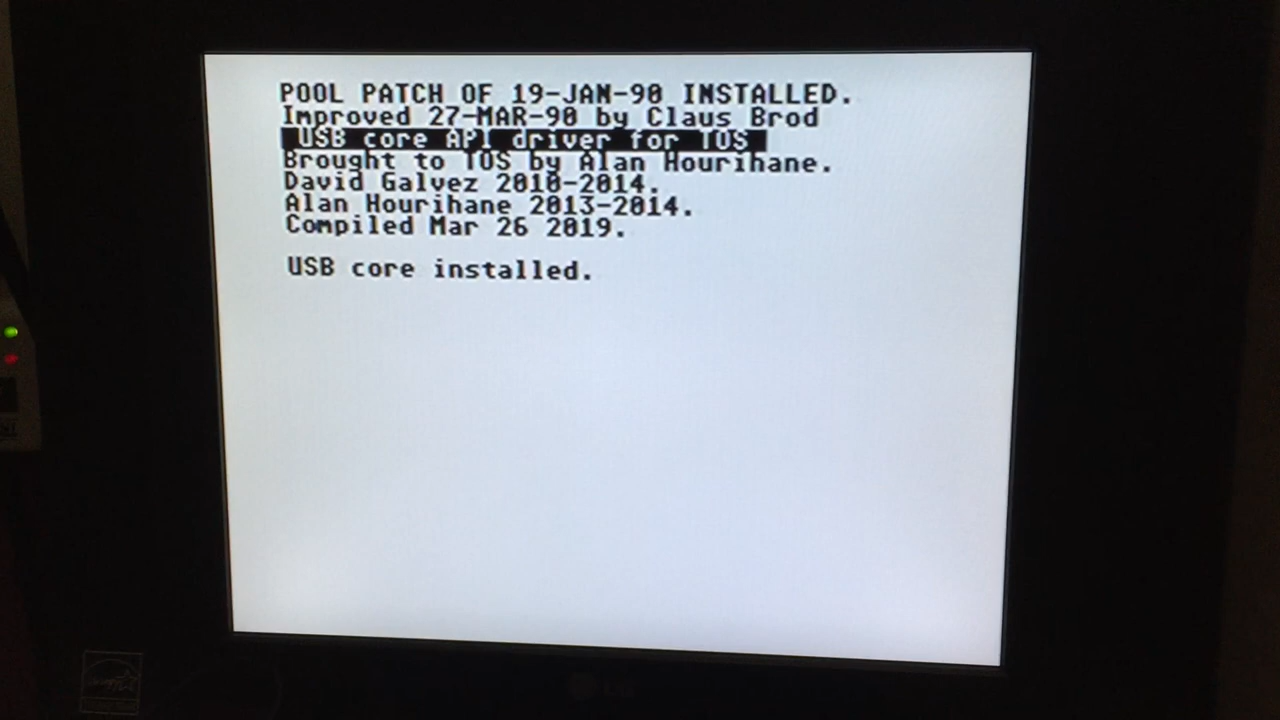 POOL PATCH OF 19-JAN-90 INSTALLED.
Improved 27-MAR-90 by Claus Brod
USB core API driver for TOS
Brought to TOS by Alan Hourihane.
David Galvez 2010-2014.
Alan Hourihane 2013-2014.
Compiled Mar 26 2019.
USB core installed.